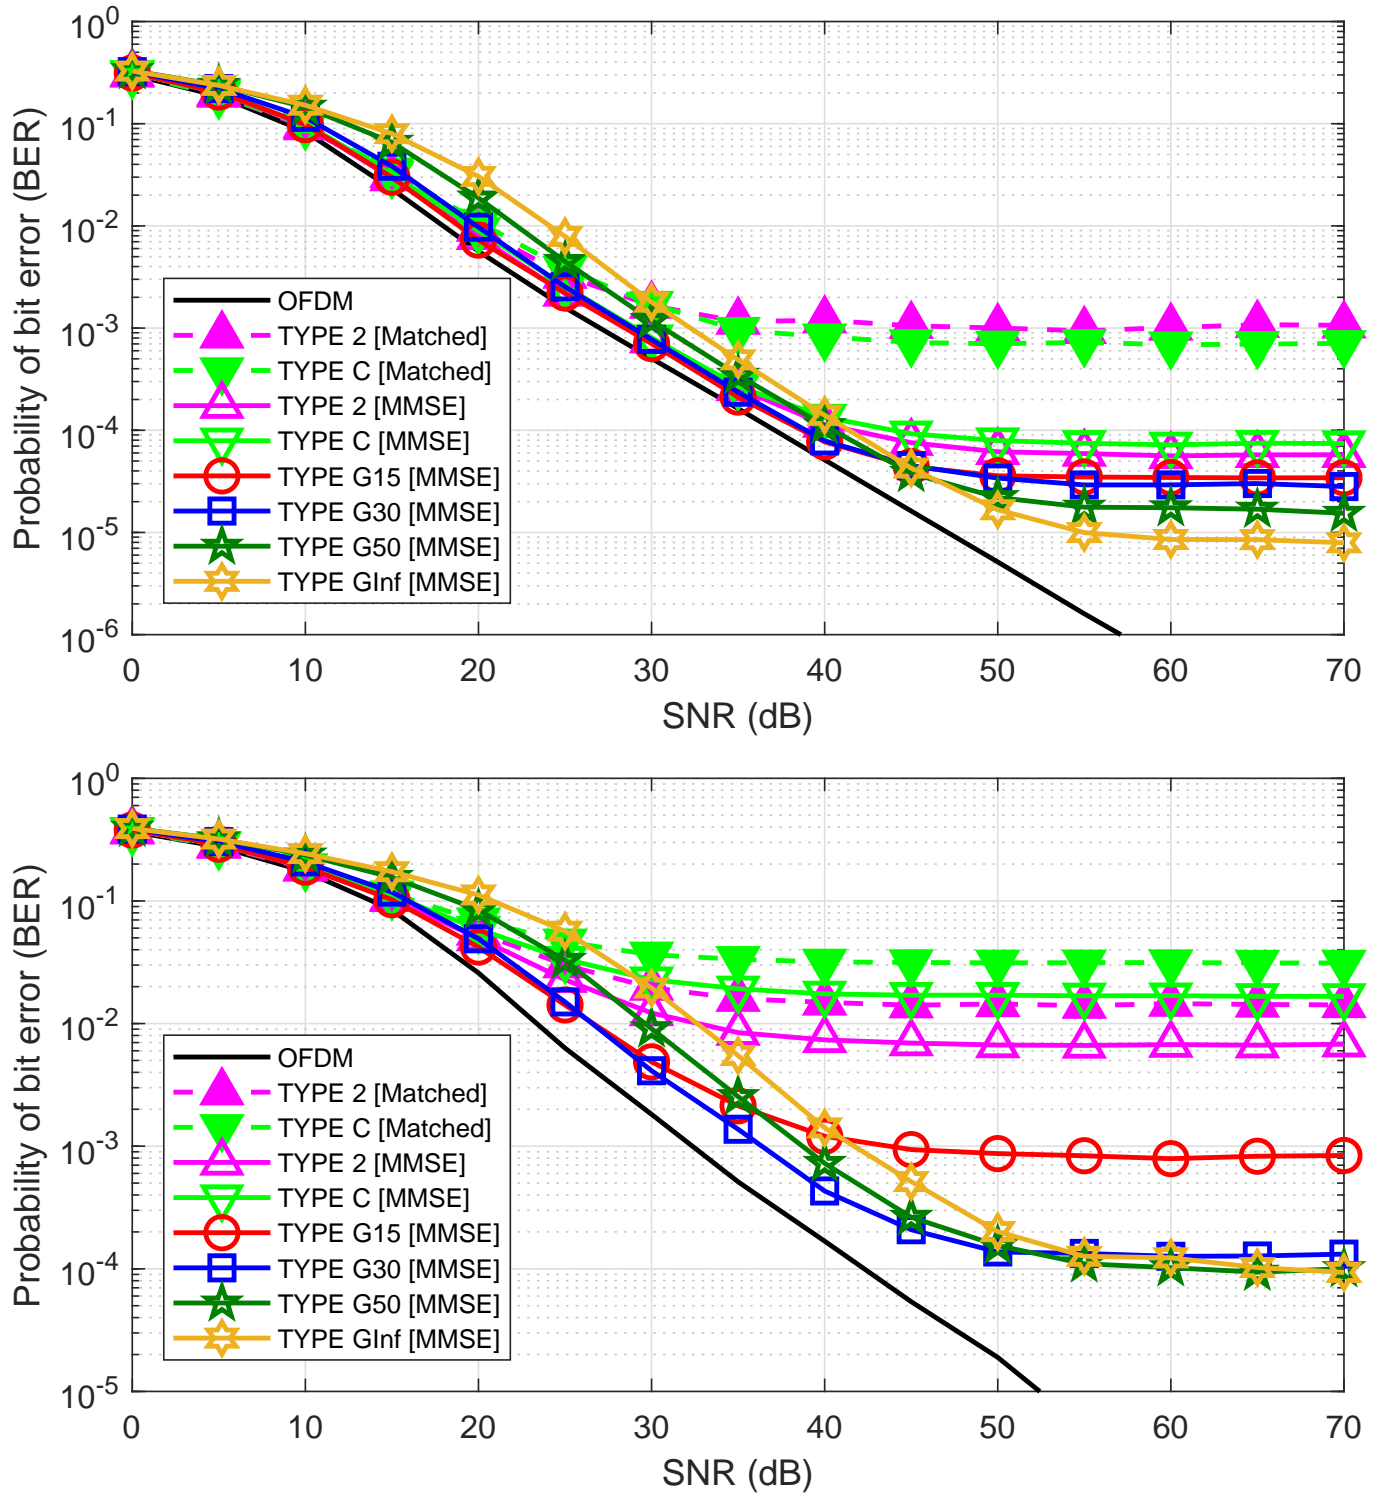 Probability of bit error (BER)
10^0
10^-1
10^-2
10^-3
10^-4
10^-5
10^-6
OFDM
TYPE 2 [Matched]
TYPE C [Matched]
TYPE 2 [MMSE]
TYPE C [MMSE]
TYPE G15 [MMSE]
TYPE G30 [MMSE]
TYPE G50 [MMSE]
TYPE GInf [MMSE]
0 10 20 30 40 50 60 70
SNR (dB)
Probability of bit error (BER)
10^0
10^-1
10^-2
10^-3
10^-4
10^-5
OFDM
TYPE 2 [Matched]
TYPE C [Matched]
TYPE 2 [MMSE]
TYPE C [MMSE]
TYPE G15 [MMSE]
TYPE G30 [MMSE]
TYPE G50 [MMSE]
TYPE GInf [MMSE]
0 10 20 30 40 50 60 70
SNR (dB)